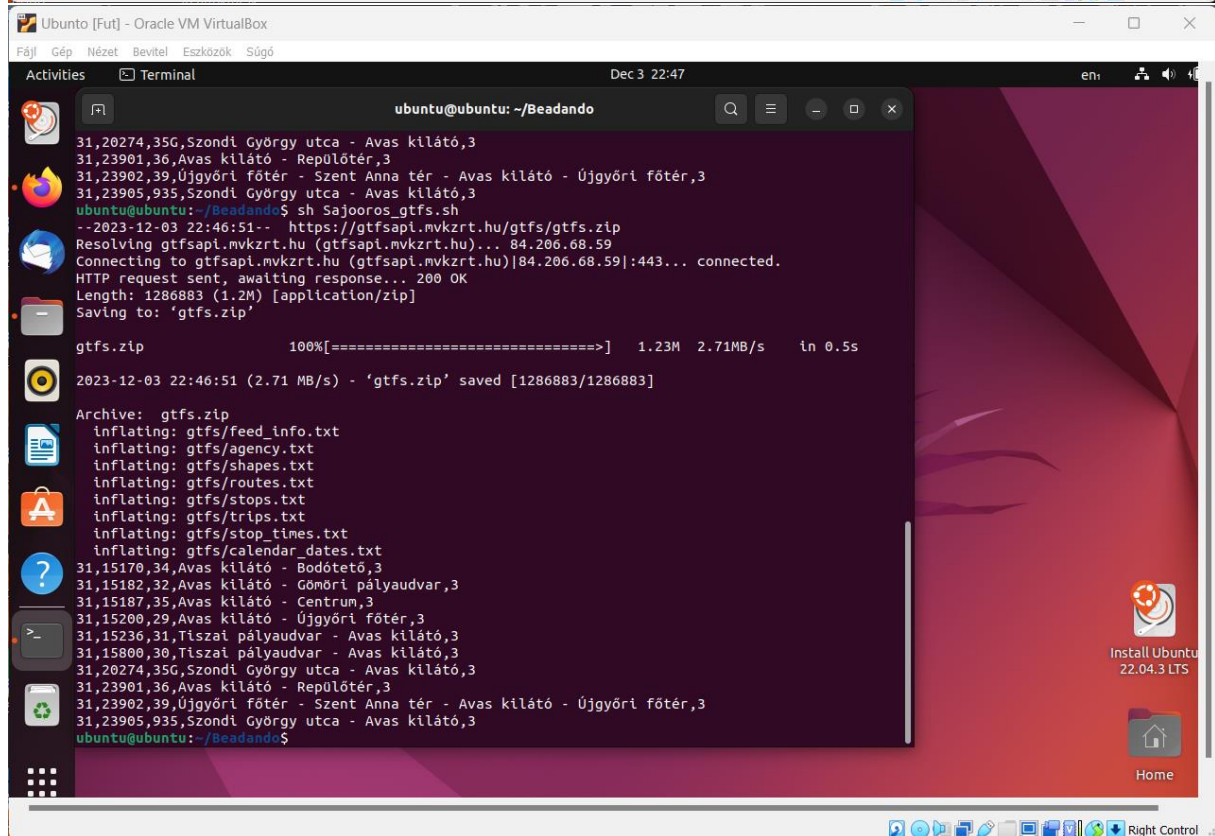 Ubunto [Fut] - Oracle VM VirtualBox
Fájl Gép Nézet Bevitel Eszközök Súgó
Activities Terminal Dec 3 22:47 en₁
ubuntu@ubuntu: ~/Beadando
31,20274,35G,Szondi György utca - Avas kilátó,3
31,23901,36,Avas kilátó - Repülőtér,3
31,23902,39,Újgyőri főtér - Szent Anna tér - Avas kilátó - Újgyőri főtér,3
31,23905,935,Szondi György utca - Avas kilátó,3
ubuntu@ubuntu:~/Beadando$ sh Sajooros_gtfs.sh
--2023-12-03 22:46:51-- https://gtfsapi.mvkzrt.hu/gtfs/gtfs.zip
Resolving gtfsapi.mvkzrt.hu (gtfsapi.mvkzrt.hu)... 84.206.68.59
Connecting to gtfsapi.mvkzrt.hu (gtfsapi.mvkzrt.hu)|84.206.68.59|:443... connected.
HTTP request sent, awaiting response... 200 OK
Length: 1286883 (1.2M) [application/zip]
Saving to: ‘gtfs.zip’
gtfs.zip 100%[===============================>] 1.23M 2.71MB/s in 0.5s
2023-12-03 22:46:51 (2.71 MB/s) - ‘gtfs.zip’ saved [1286883/1286883]
Archive: gtfs.zip
inflating: gtfs/feed_info.txt
inflating: gtfs/agency.txt
inflating: gtfs/shapes.txt
inflating: gtfs/routes.txt
inflating: gtfs/stops.txt
inflating: gtfs/trips.txt
inflating: gtfs/stop_times.txt
inflating: gtfs/calendar_dates.txt
31,15170,34,Avas kilátó - Bodótető,3
31,15182,32,Avas kilátó - Gömöri pályaudvar,3
31,15187,35,Avas kilátó - Centrum,3
31,15200,29,Avas kilátó - Újgyőri főtér,3
31,15236,31,Tiszai pályaudvar - Avas kilátó,3
31,15800,30,Tiszai pályaudvar - Avas kilátó,3
31,20274,35G,Szondi György utca - Avas kilátó,3
31,23901,36,Avas kilátó - Repülőtér,3
31,23902,39,Újgyőri főtér - Szent Anna tér - Avas kilátó - Újgyőri főtér,3
31,23905,935,Szondi György utca - Avas kilátó,3
ubuntu@ubuntu:~/Beadando$
Install Ubuntu
22.04.3 LTS
Home
Right Control